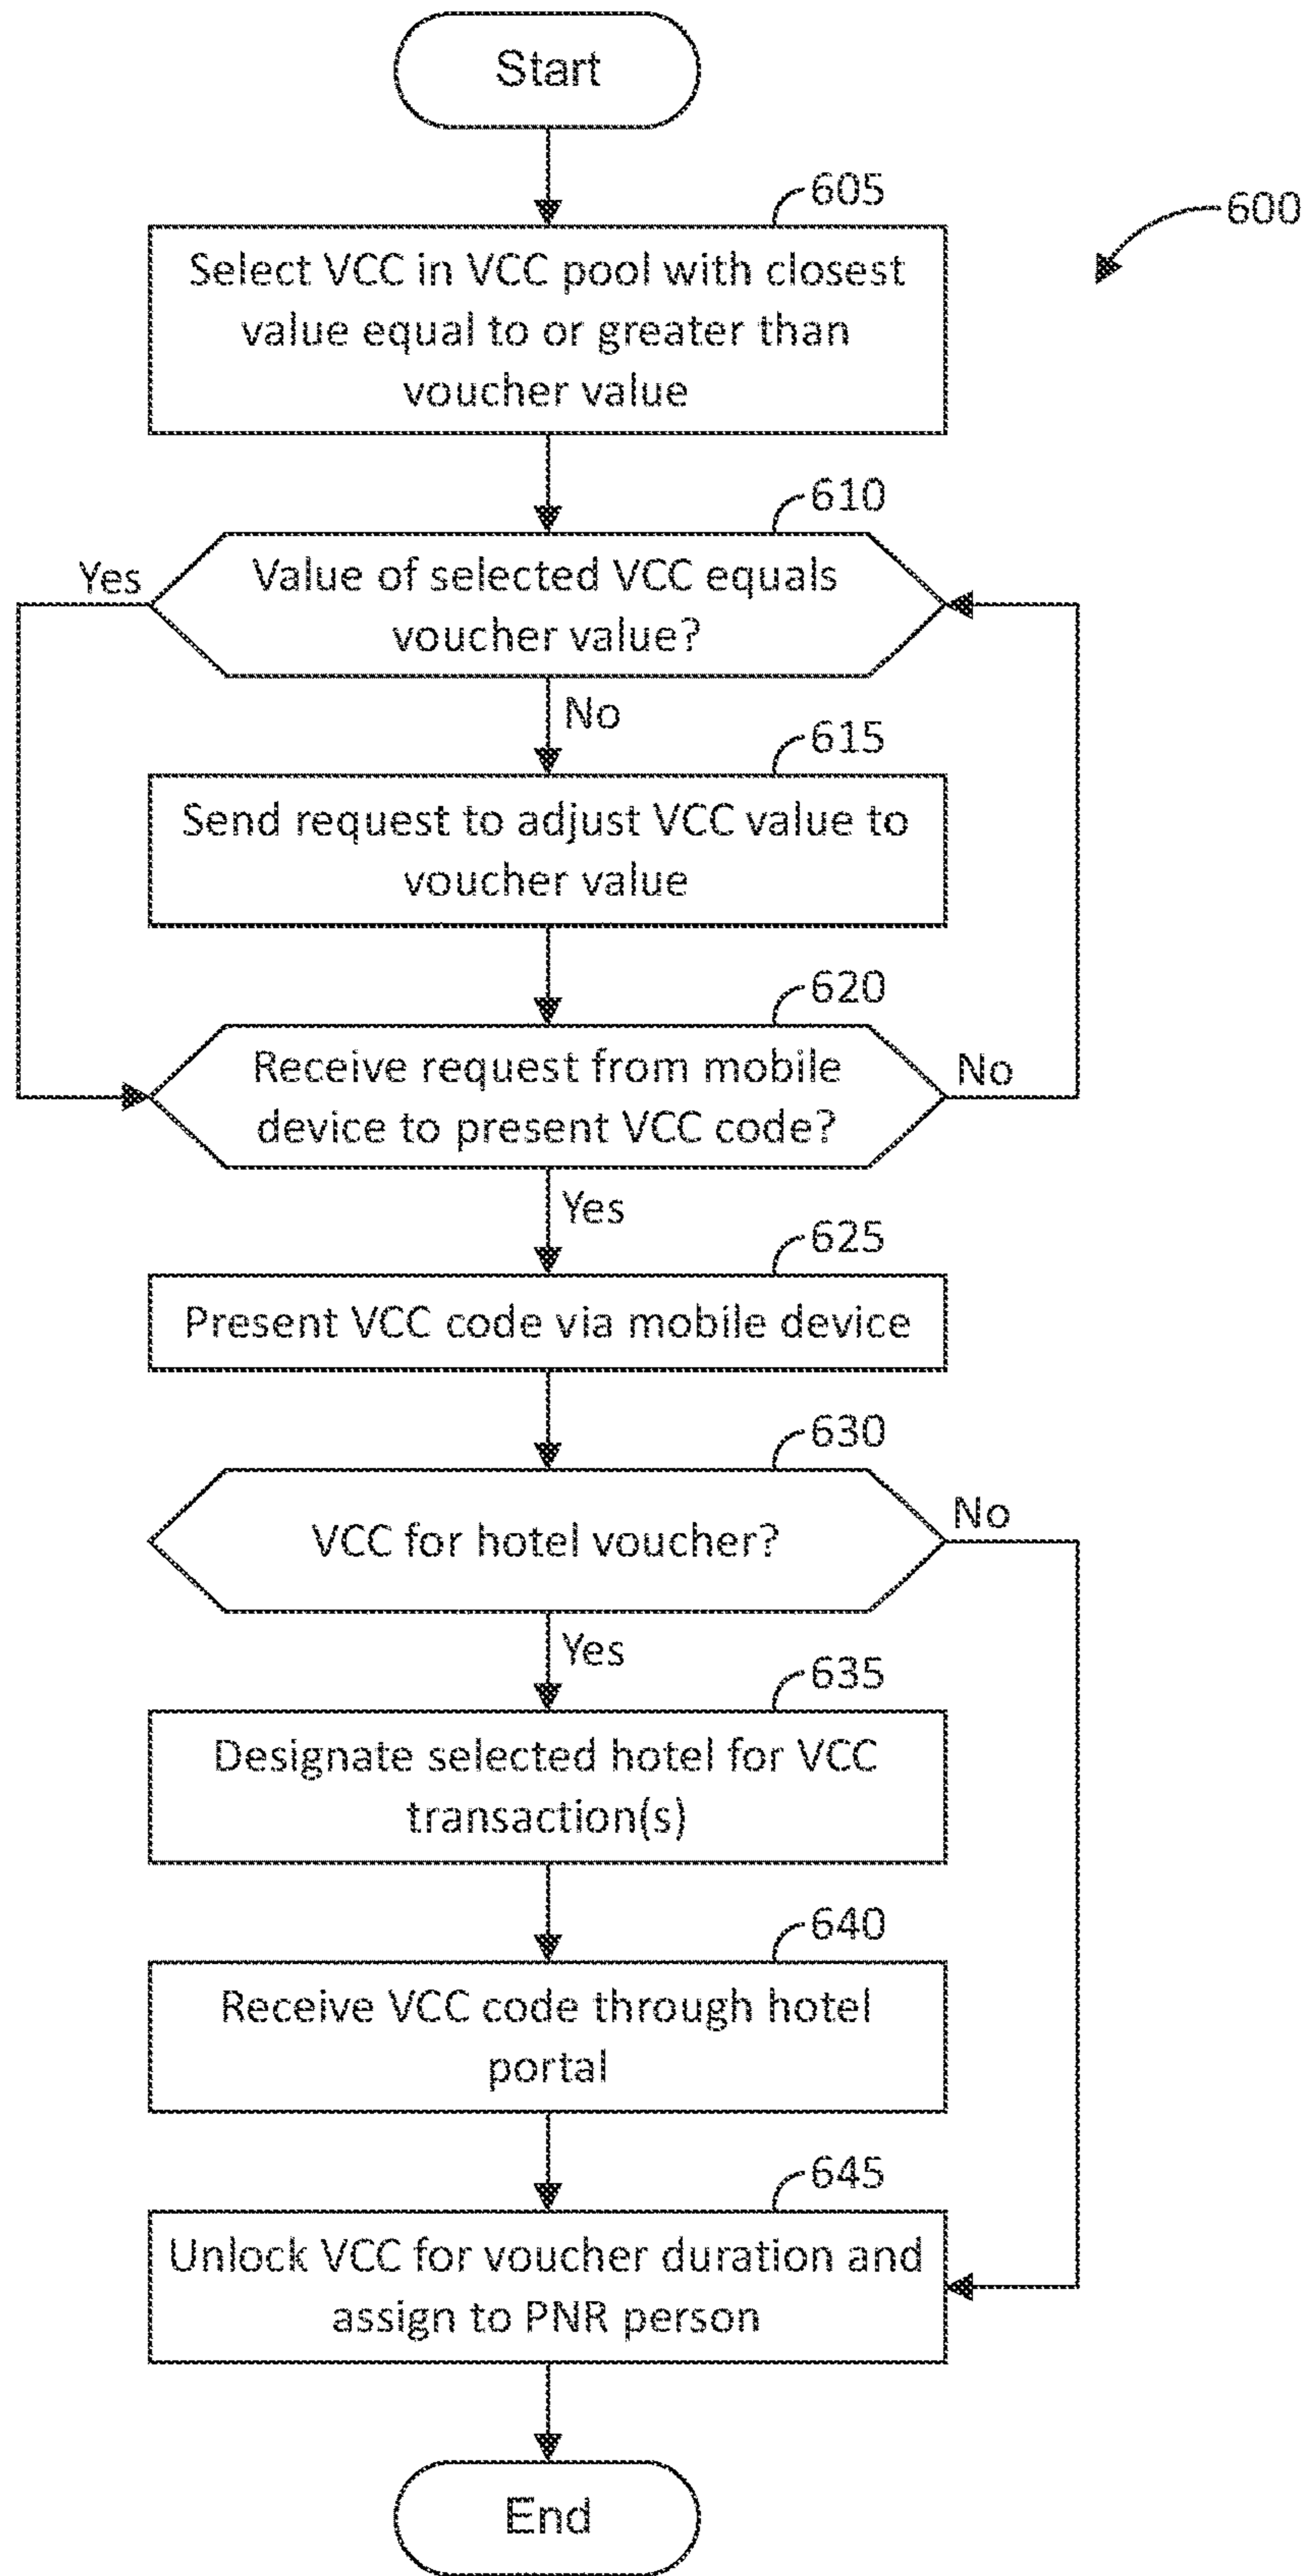 Start
605
600
Select VCC in VCC pool with closest
value equal to or greater than
voucher value
610
Yes
Value of selected VCC equals
voucher value?
No
615
Send request to adjust VCC value to
voucher value
620
Receive request from mobile
device to present VCC code?
No
Yes
625
Present VCC code via mobile device
630
No
VCC for hotel voucher?
Yes
635
Designate selected hotel for VCC
transaction(s)
640
Receive VCC code through hotel
portal
645
Unlock VCC for voucher duration and
assign to PNR person
End